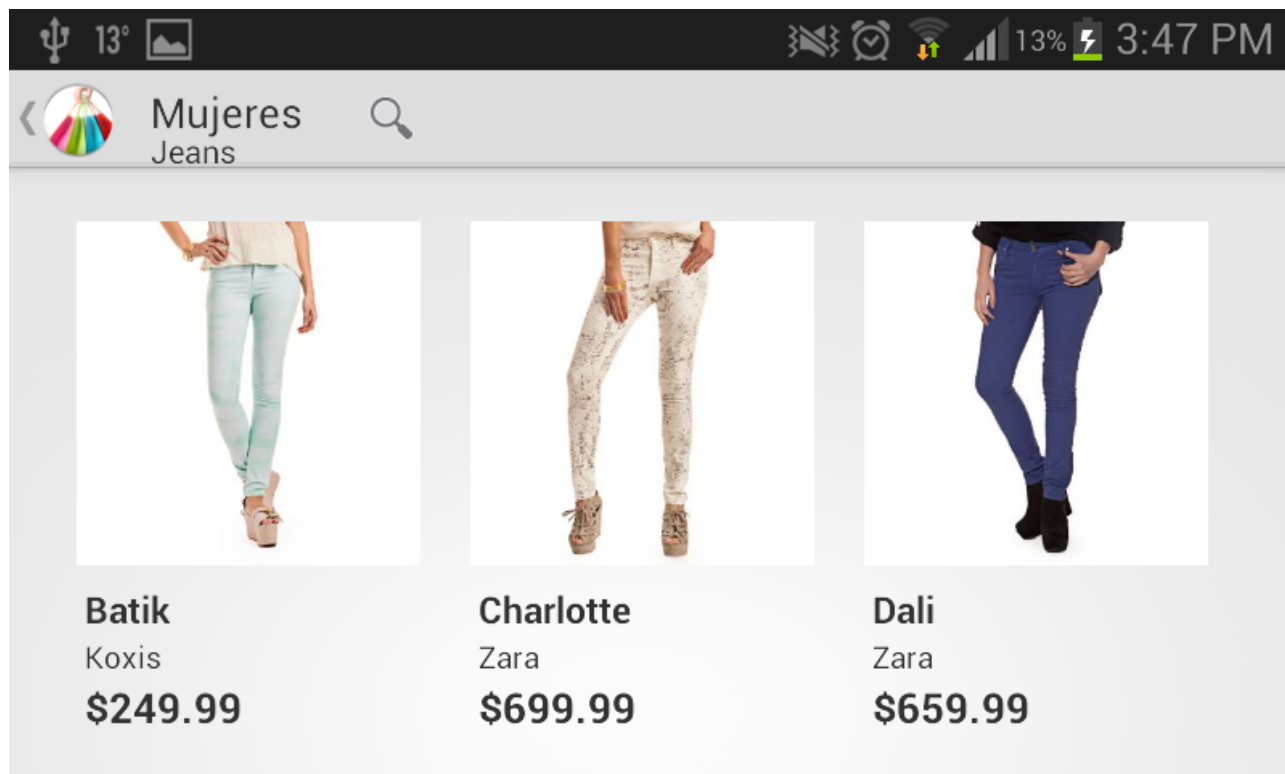 13° 13% 3:47 PM
Mujeres
Jeans
Batik
Koxis
$249.99
Charlotte
Zara
$699.99
Dali
Zara
$659.99